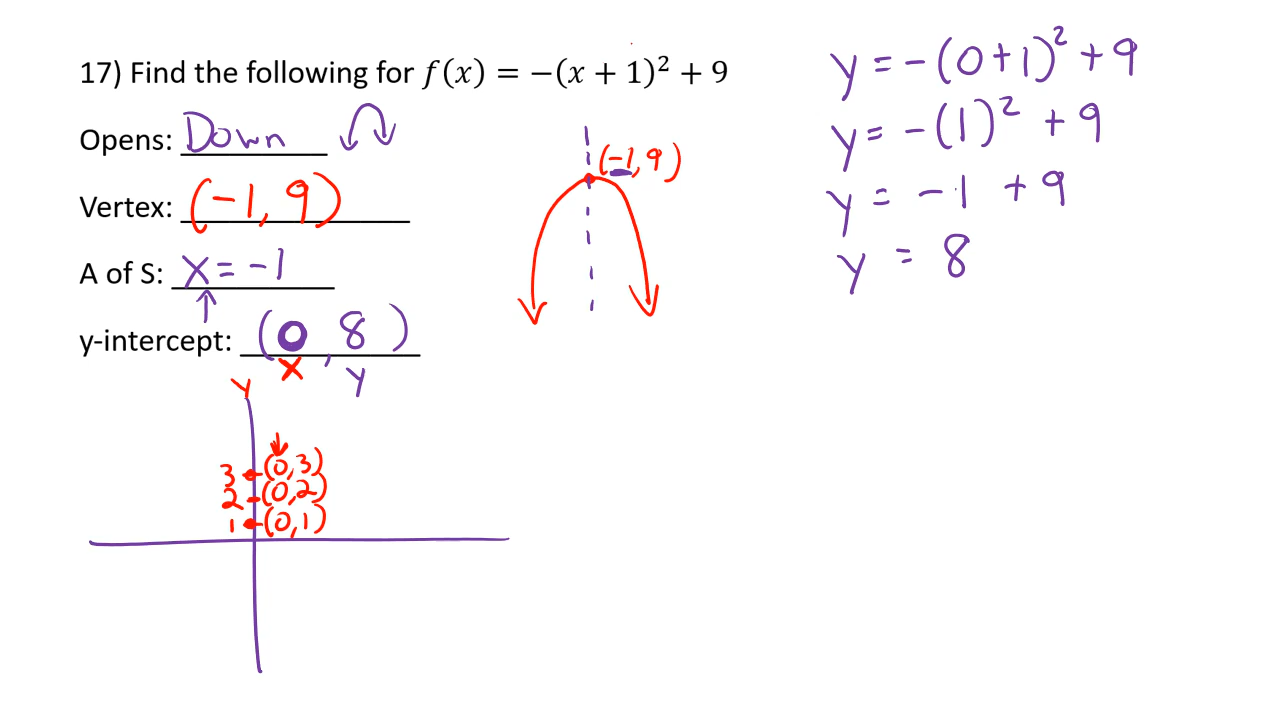 17) Find the following for f(x) = −(x + 1)² + 9
Opens: Down
Vertex: (-1, 9)
A of S: x = -1
y-intercept: (0, 8)
x y
(-1, 9)
y = -(0+1)² + 9
y = -(1)² + 9
y = -1 + 9
y = 8
y
3 (0,3)
2 (0,2)
1 (0,1)